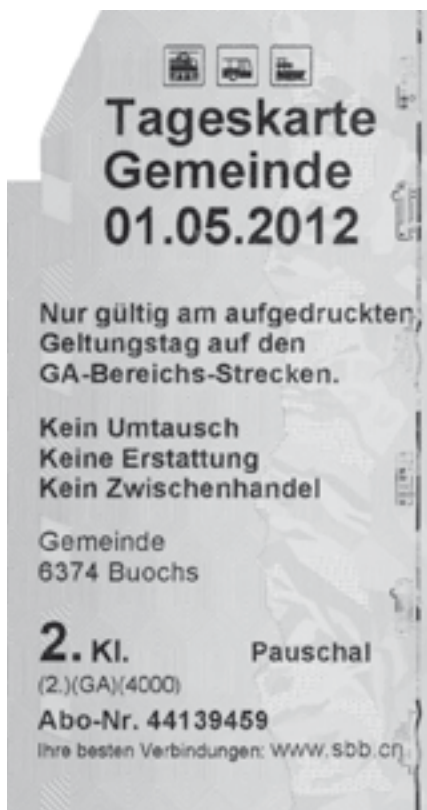 Tageskarte
Gemeinde
01.05.2012
Nur gültig am aufgedruckten
Geltungstag auf den
GA-Bereichs-Strecken.
Kein Umtausch
Keine Erstattung
Kein Zwischenhandel
Gemeinde
6374 Buochs
2. Kl. Pauschal
(2.)(GA)(4000)
Abo-Nr. 44139459
Ihre besten Verbindungen: www.sbb.ch